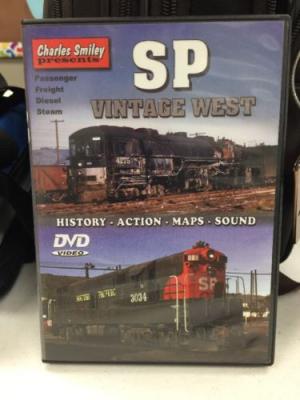 Charles Smiley
presents
SP
VINTAGE WEST
Passenger
Freight
Diesel
Steam
HISTORY - ACTION - MAPS - SOUND
DVD
VIDEO
SP
3034